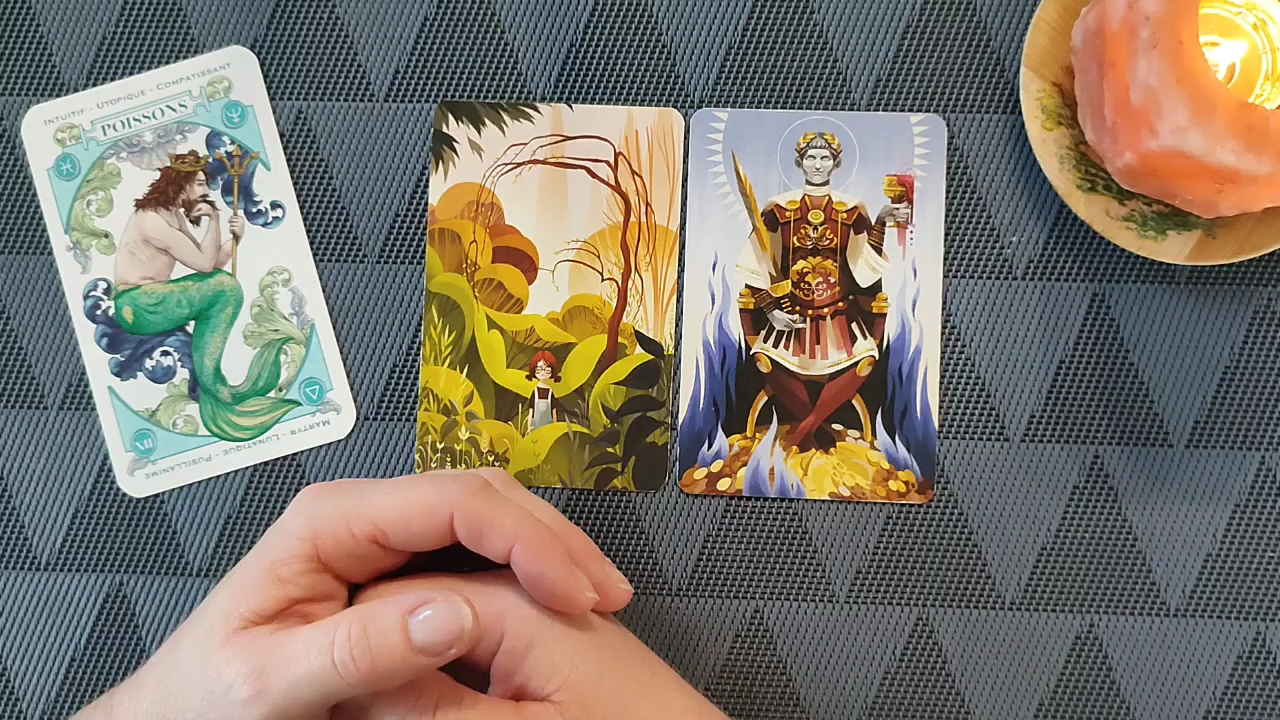 INTUITIF - UTOPIQUE - COMPATISSANT
POISSONS
XII
MARTYR - LUNATIQUE - PUSILLANIME